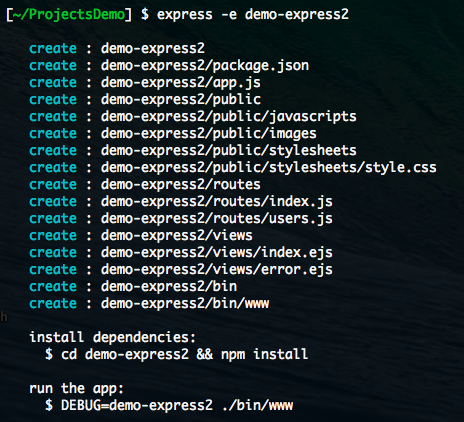 [~/ProjectsDemo] $ express -e demo-express2
create : demo-express2
create : demo-express2/package.json
create : demo-express2/app.js
create : demo-express2/public
create : demo-express2/public/javascripts
create : demo-express2/public/images
create : demo-express2/public/stylesheets
create : demo-express2/public/stylesheets/style.css
create : demo-express2/routes
create : demo-express2/routes/index.js
create : demo-express2/routes/users.js
create : demo-express2/views
create : demo-express2/views/index.ejs
create : demo-express2/views/error.ejs
create : demo-express2/bin
create : demo-express2/bin/www
h
install dependencies:
$ cd demo-express2 && npm install
run the app:
$ DEBUG=demo-express2 ./bin/www